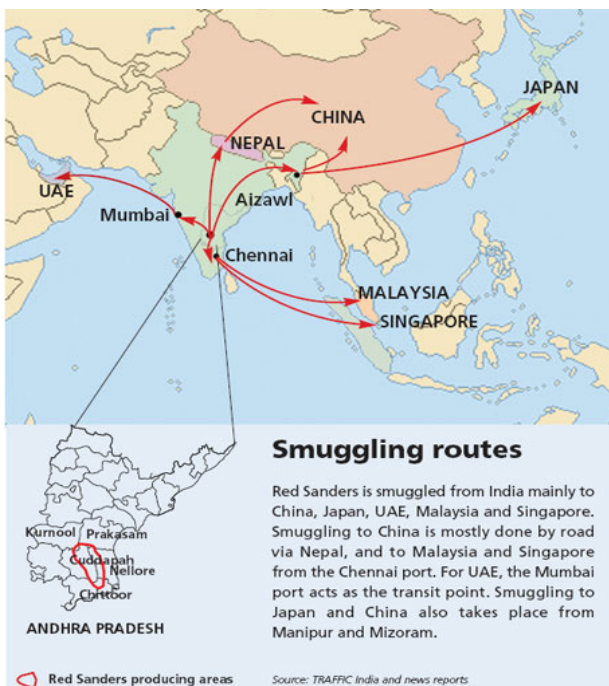 JAPAN
CHINA
NEPAL
UAE
Aizawl
Mumbai
Chennai
MALAYSIA
SINGAPORE
Smuggling routes
Red Sanders is smuggled from India mainly to
China, Japan, UAE, Malaysia and Singapore.
Smuggling to China is mostly done by road
via Nepal, and to Malaysia and Singapore
from the Chennai port. For UAE, the Mumbai
port acts as the transit point. Smuggling to
Japan and China also takes place from
Manipur and Mizoram.
Kurnool
Prakasam
Cuddapah
Nellore
Chittoor
ANDHRA PRADESH
Red Sanders producing areas
Source: TRAFFIC India and news reports